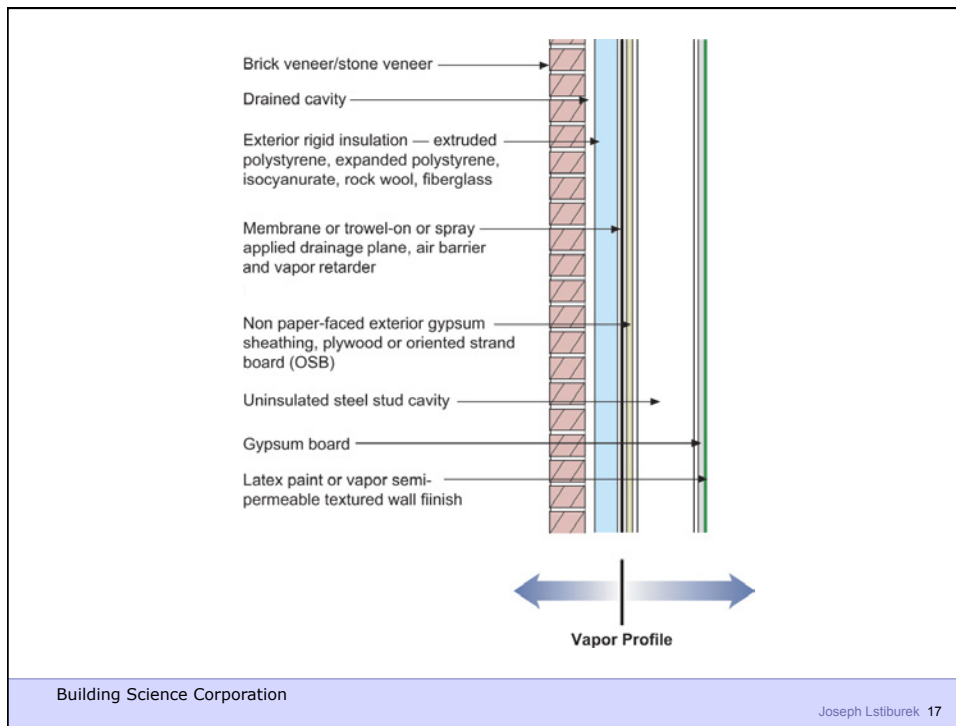 Brick veneer/stone veneer
Drained cavity
Exterior rigid insulation — extruded
polystyrene, expanded polystyrene,
isocyanurate, rock wool, fiberglass
Membrane or trowel-on or spray
applied drainage plane, air barrier
and vapor retarder
Non paper-faced exterior gypsum
sheathing, plywood or oriented strand
board (OSB)
Uninsulated steel stud cavity
Gypsum board
Latex paint or vapor semi-
permeable textured wall fiinish
Vapor Profile
Building Science Corporation
Joseph Lstiburek 17